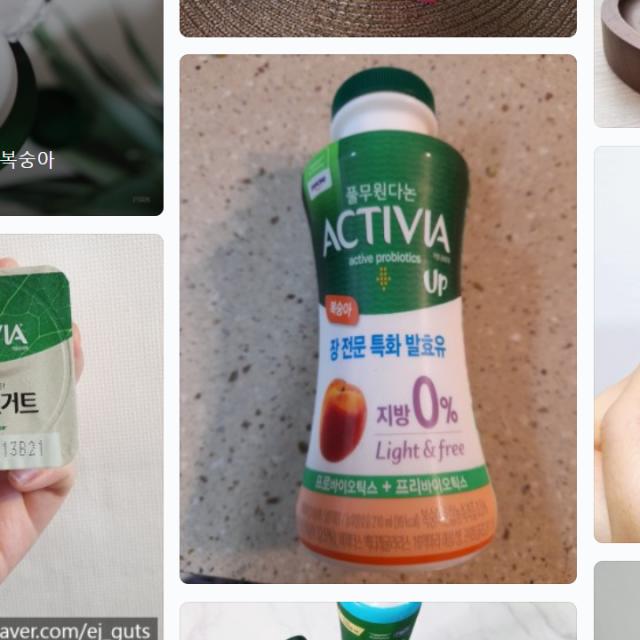 복숭아
풀무원다논
ACTIVIA
active probiotics
Up
복숭아
장 전문 특화 발효유
지방 0%
Light & free
프로바이오틱스 + 프리바이오틱스
VIA
거트
13B21
aver.com/ej_guts